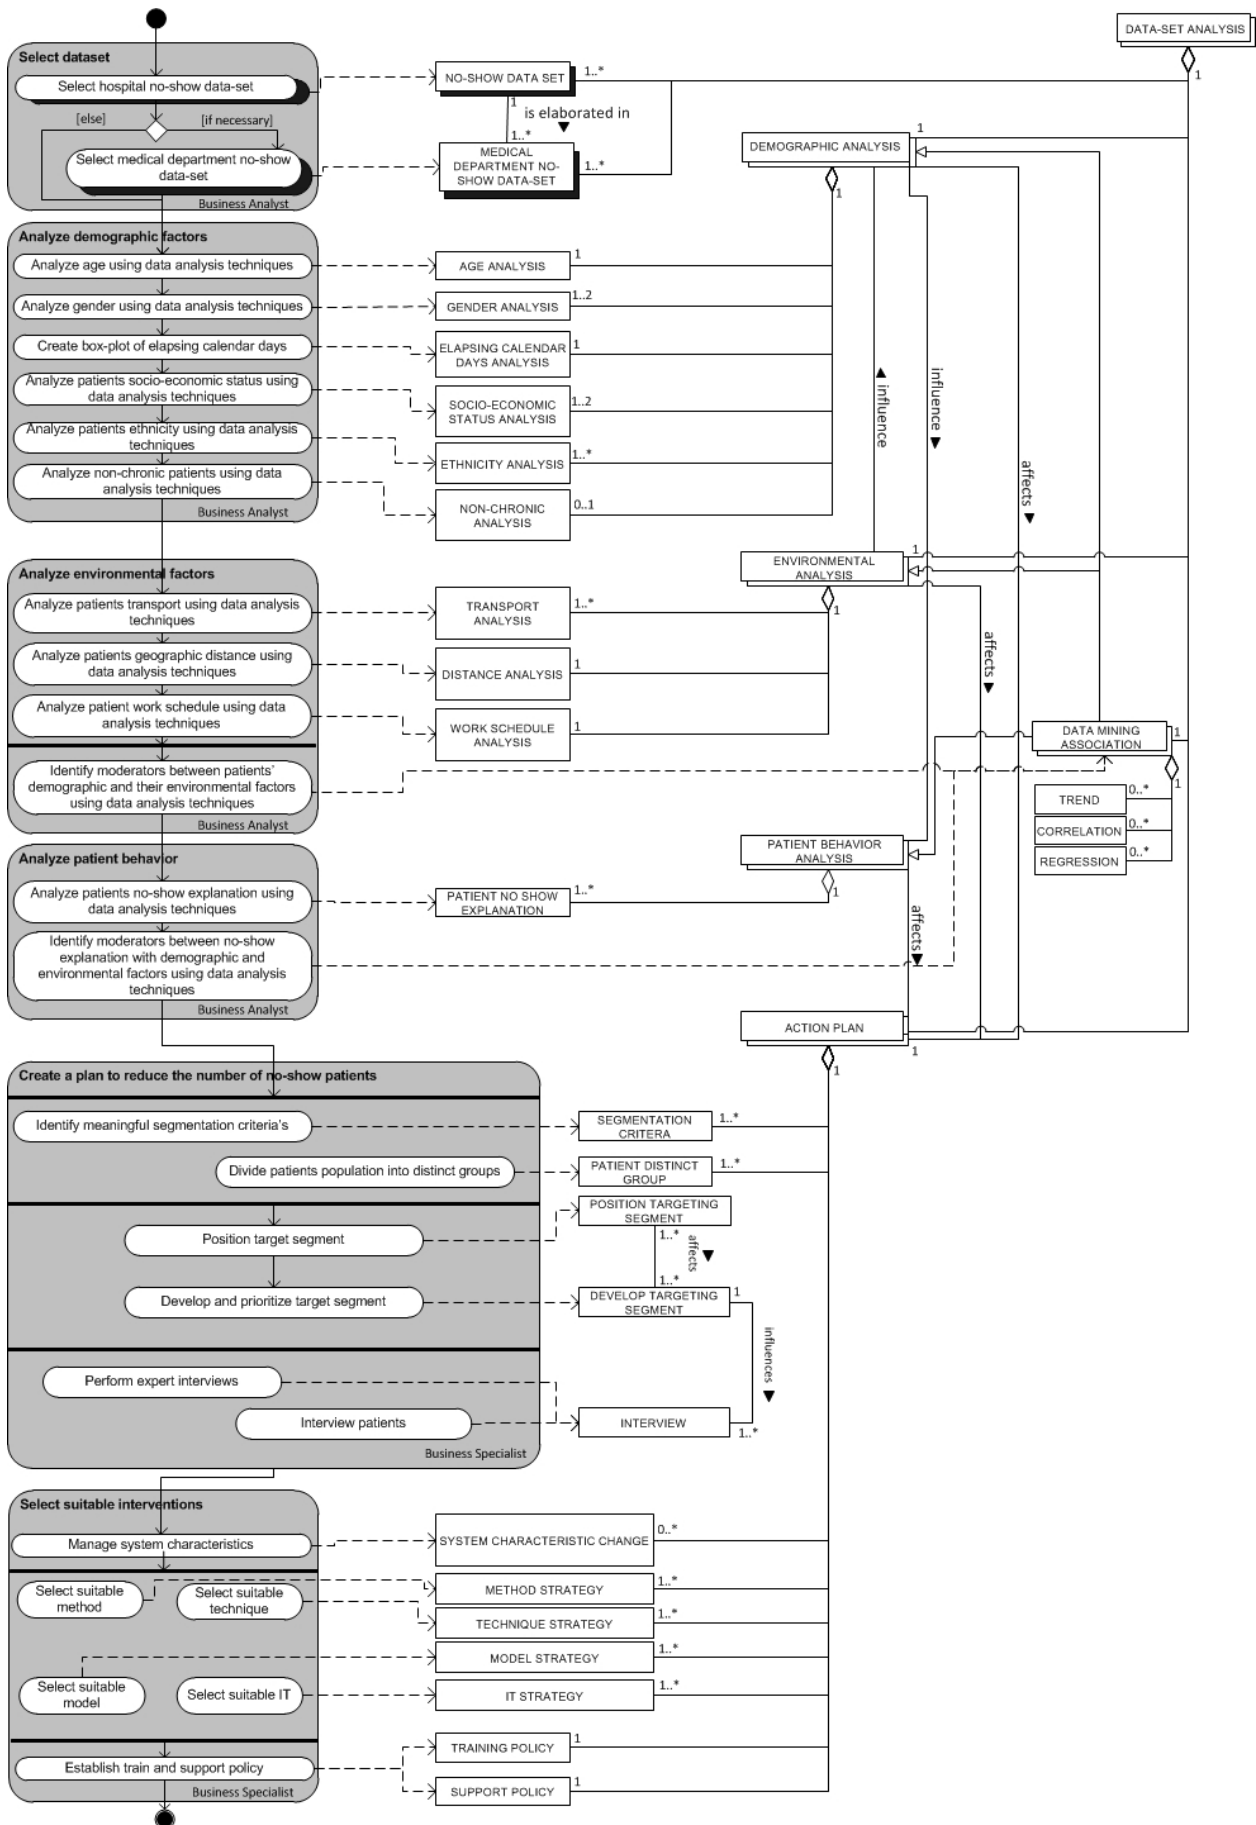 DATA-SET ANALYSIS
1
Select dataset
Select hospital no-show data-set
[else]
[if necessary]
Select medical department no-show
data-set
Business Analyst
NO-SHOW DATA SET
1..*
1
is elaborated in
1..*
MEDICAL
DEPARTMENT NO-
SHOW DATA-SET
1..*
DEMOGRAPHIC ANALYSIS
1
1
Analyze demographic factors
Analyze age using data analysis techniques
Analyze gender using data analysis techniques
Create box-plot of elapsing calendar days
Analyze patients socio-economic status using
data analysis techniques
Analyze patients ethnicity using data analysis
techniques
Analyze non-chronic patients using data
analysis techniques
Business Analyst
AGE ANALYSIS
1
GENDER ANALYSIS
1..2
ELAPSING CALENDAR
DAYS ANALYSIS
1
SOCIO-ECONOMIC
STATUS ANALYSIS
1..2
ETHNICITY ANALYSIS
1..*
NON-CHRONIC
ANALYSIS
0..1
influence
influence
affects
Analyze environmental factors
Analyze patients transport using data analysis
techniques
Analyze patients geographic distance using
data analysis techniques
Analyze patient work schedule using data
analysis techniques
Identify moderators between patients'
demographic and their environmental factors
using data analysis techniques
Business Analyst
ENVIRONMENTAL
ANALYSIS
1
1
TRANSPORT
ANALYSIS
1..*
DISTANCE ANALYSIS
1
WORK SCHEDULE
ANALYSIS
1
affects
DATA MINING
ASSOCIATION
1
1
TREND
0..*
CORRELATION
0..*
REGRESSION
0..*
Analyze patient behavior
Analyze patients no-show explanation using
data analysis techniques
Identify moderators between no-show
explanation with demographic and
environmental factors using data analysis
techniques
Business Analyst
PATIENT BEHAVIOR
ANALYSIS
1
PATIENT NO SHOW
EXPLANATION
1..*
affects
ACTION PLAN
1
1
Create a plan to reduce the number of no-show patients
Identify meaningful segmentation criteria's
Divide patients population into distinct groups
Position target segment
Develop and prioritize target segment
Perform expert interviews
Interview patients
Business Specialist
SEGMENTATION
CRITERA
1..*
PATIENT DISTINCT
GROUP
1..*
POSITION TARGETING
SEGMENT
1..*
affects
1..*
DEVELOP TARGETING
SEGMENT
1
influences
INTERVIEW
1..*
Select suitable interventions
Manage system characteristics
Select suitable
method
Select suitable
technique
Select suitable
model
Select suitable IT
Establish train and support policy
Business Specialist
SYSTEM CHARACTERISTIC CHANGE
0..*
METHOD STRATEGY
1..*
TECHNIQUE STRATEGY
1..*
MODEL STRATEGY
1..*
IT STRATEGY
1..*
TRAINING POLICY
1
SUPPORT POLICY
1